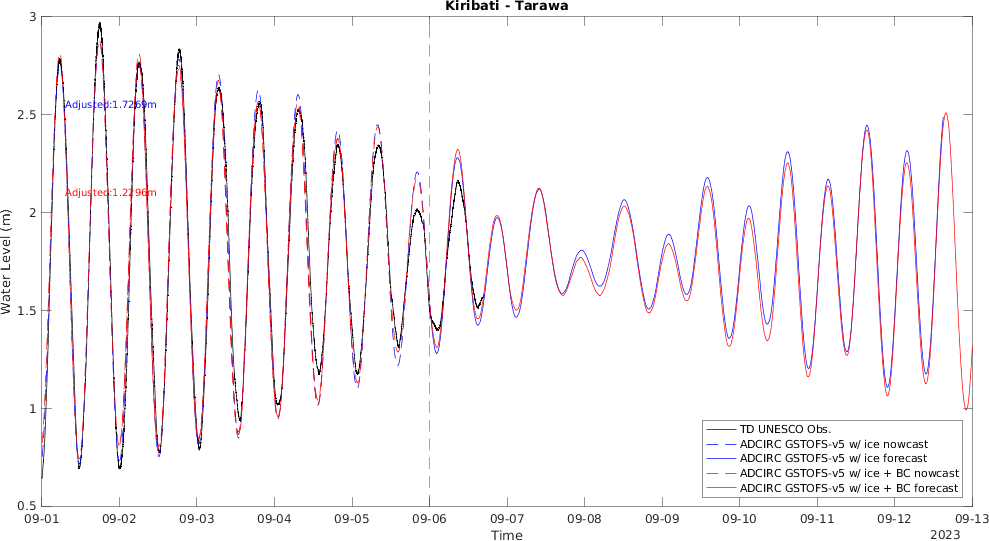 Kiribati - Tarawa
3
2.5
2
1.5
1
0.5
Water Level (m)
Adjusted:1.7269m
Adjusted:1.2296m
TD UNESCO Obs.
ADCIRC GSTOFS-v5 w/ ice nowcast
ADCIRC GSTOFS-v5 w/ ice forecast
ADCIRC GSTOFS-v5 w/ ice + BC nowcast
ADCIRC GSTOFS-v5 w/ ice + BC forecast
09-01 09-02 09-03 09-04 09-05 09-06 09-07 09-08 09-09 09-10 09-11 09-12 09-13
Time
2023